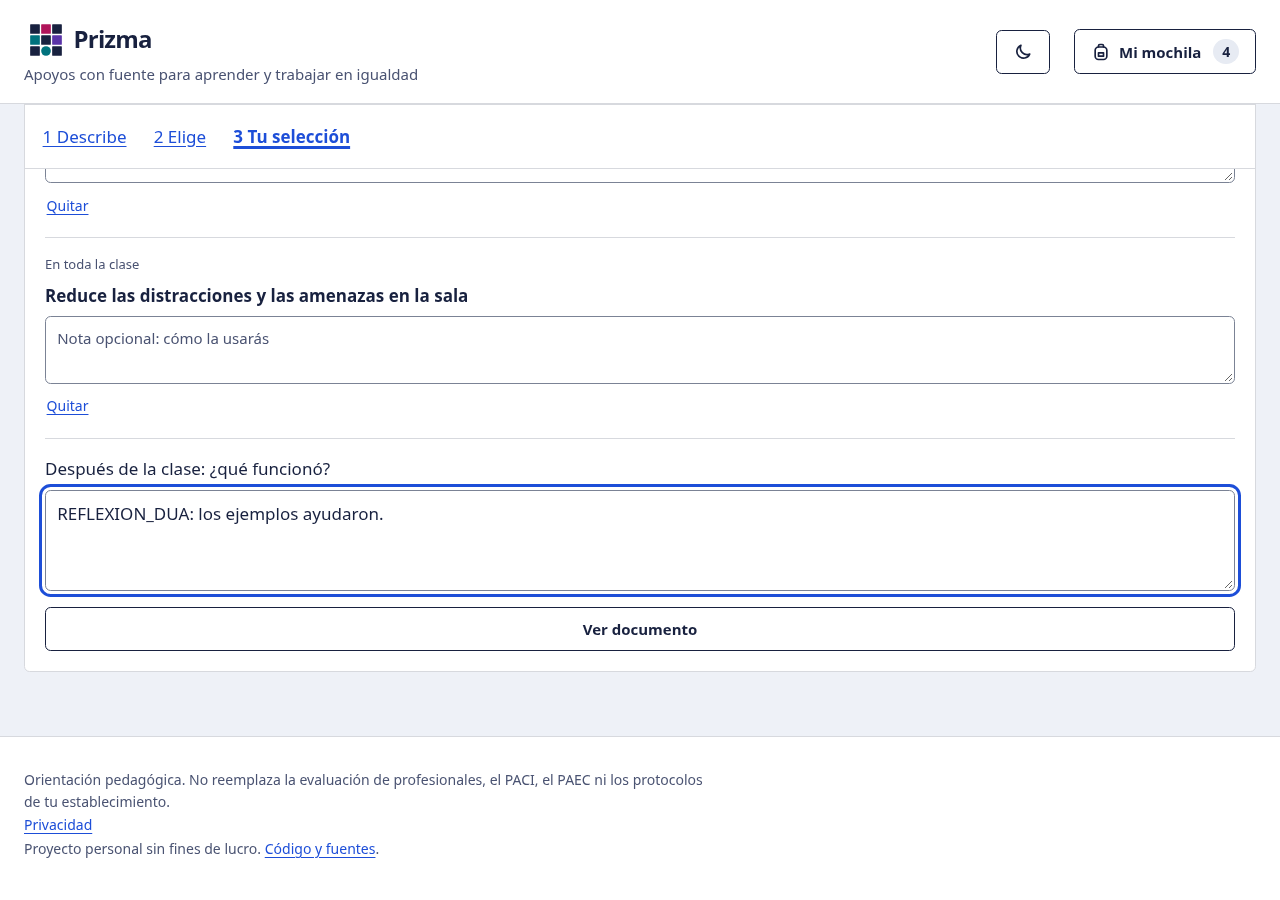 Prizma
Apoyos con fuente para aprender y trabajar en igualdad
Mi mochila 4
1 Describe 2 Elige 3 Tu selección
Quitar
En toda la clase
Reduce las distracciones y las amenazas en la sala
Nota opcional: cómo la usarás
Quitar
Después de la clase: ¿qué funcionó?
REFLEXION_DUA: los ejemplos ayudaron.
Ver documento
Orientación pedagógica. No reemplaza la evaluación de profesionales, el PACI, el PAEC ni los protocolos
de tu establecimiento.
Privacidad
Proyecto personal sin fines de lucro. Código y fuentes.